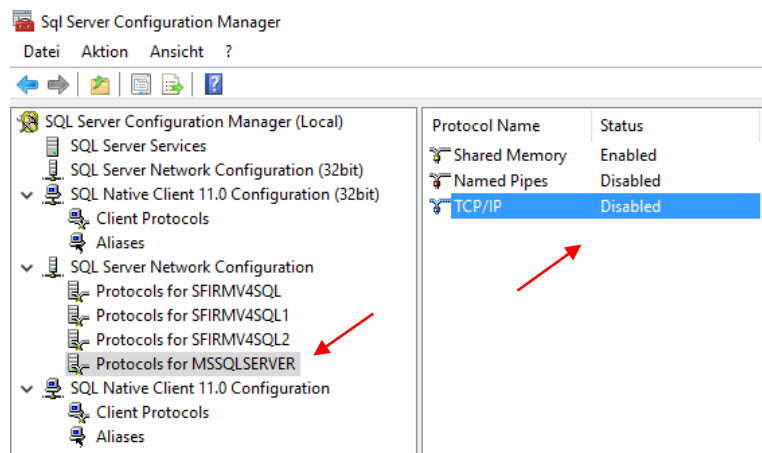 Sql Server Configuration Manager
Datei Aktion Ansicht ?
SQL Server Configuration Manager (Local)
SQL Server Services
SQL Server Network Configuration (32bit)
SQL Native Client 11.0 Configuration (32bit)
Client Protocols
Aliases
SQL Server Network Configuration
Protocols for SFIRMV4SQL
Protocols for SFIRMV4SQL1
Protocols for SFIRMV4SQL2
Protocols for MSSQLSERVER
SQL Native Client 11.0 Configuration
Client Protocols
Aliases
Protocol Name Status
Shared Memory Enabled
Named Pipes Disabled
TCP/IP Disabled